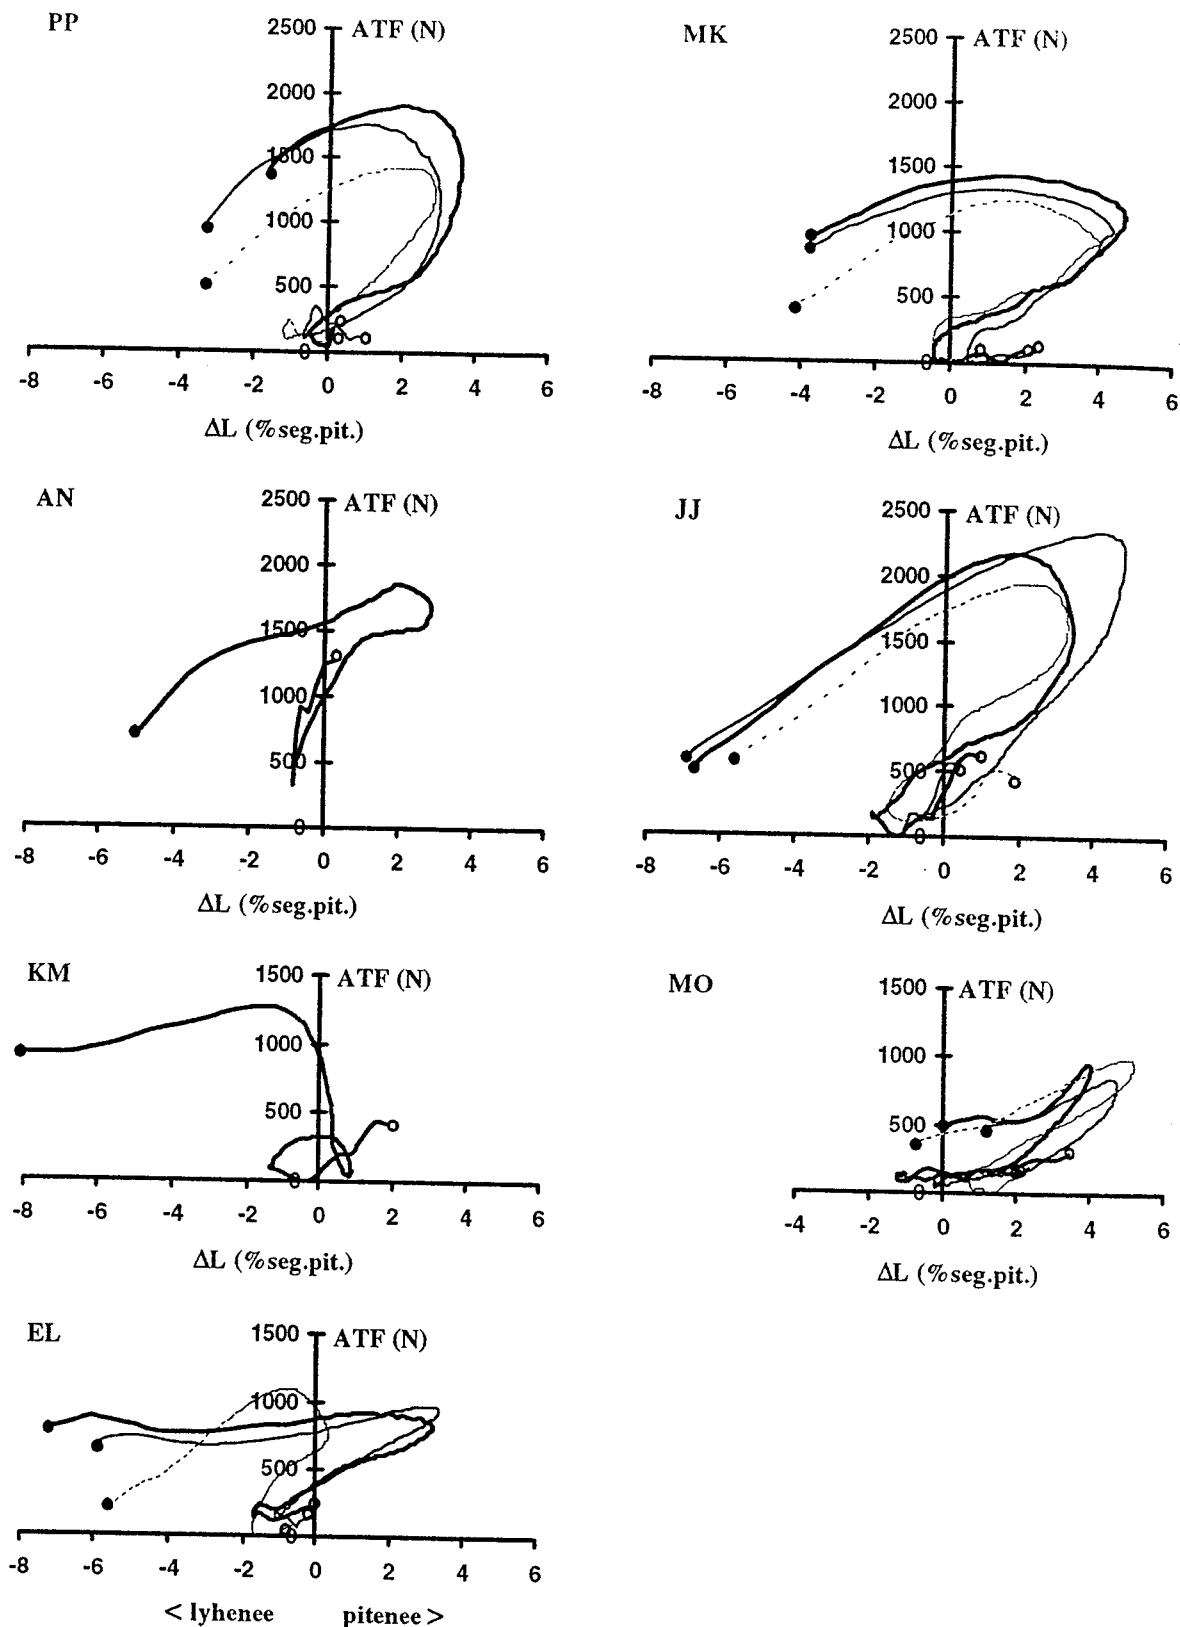 PP
ATF (N)
2500
2000
1500
1000
500
0
-8 -6 -4 -2 0 2 4 6
ΔL (%seg.pit.)
MK
ATF (N)
2500
2000
1500
1000
500
0
-8 -6 -4 -2 0 2 4 6
ΔL (%seg.pit.)
AN
ATF (N)
2500
2000
1500
1000
500
0
-8 -6 -4 -2 0 2 4 6
ΔL (%seg.pit.)
JJ
ATF (N)
2500
2000
1500
1000
500
0
-8 -6 -4 -2 0 2 4 6
ΔL (%seg.pit.)
KM
ATF (N)
1500
1000
500
0
-8 -6 -4 -2 0 2 4 6
ΔL (%seg.pit.)
MO
ATF (N)
1500
1000
500
0
-4 -2 0 2 4 6
ΔL (%seg.pit.)
EL
ATF (N)
1500
1000
500
0
-8 -6 -4 -2 0 2 4 6
< lyhenee pitenee >